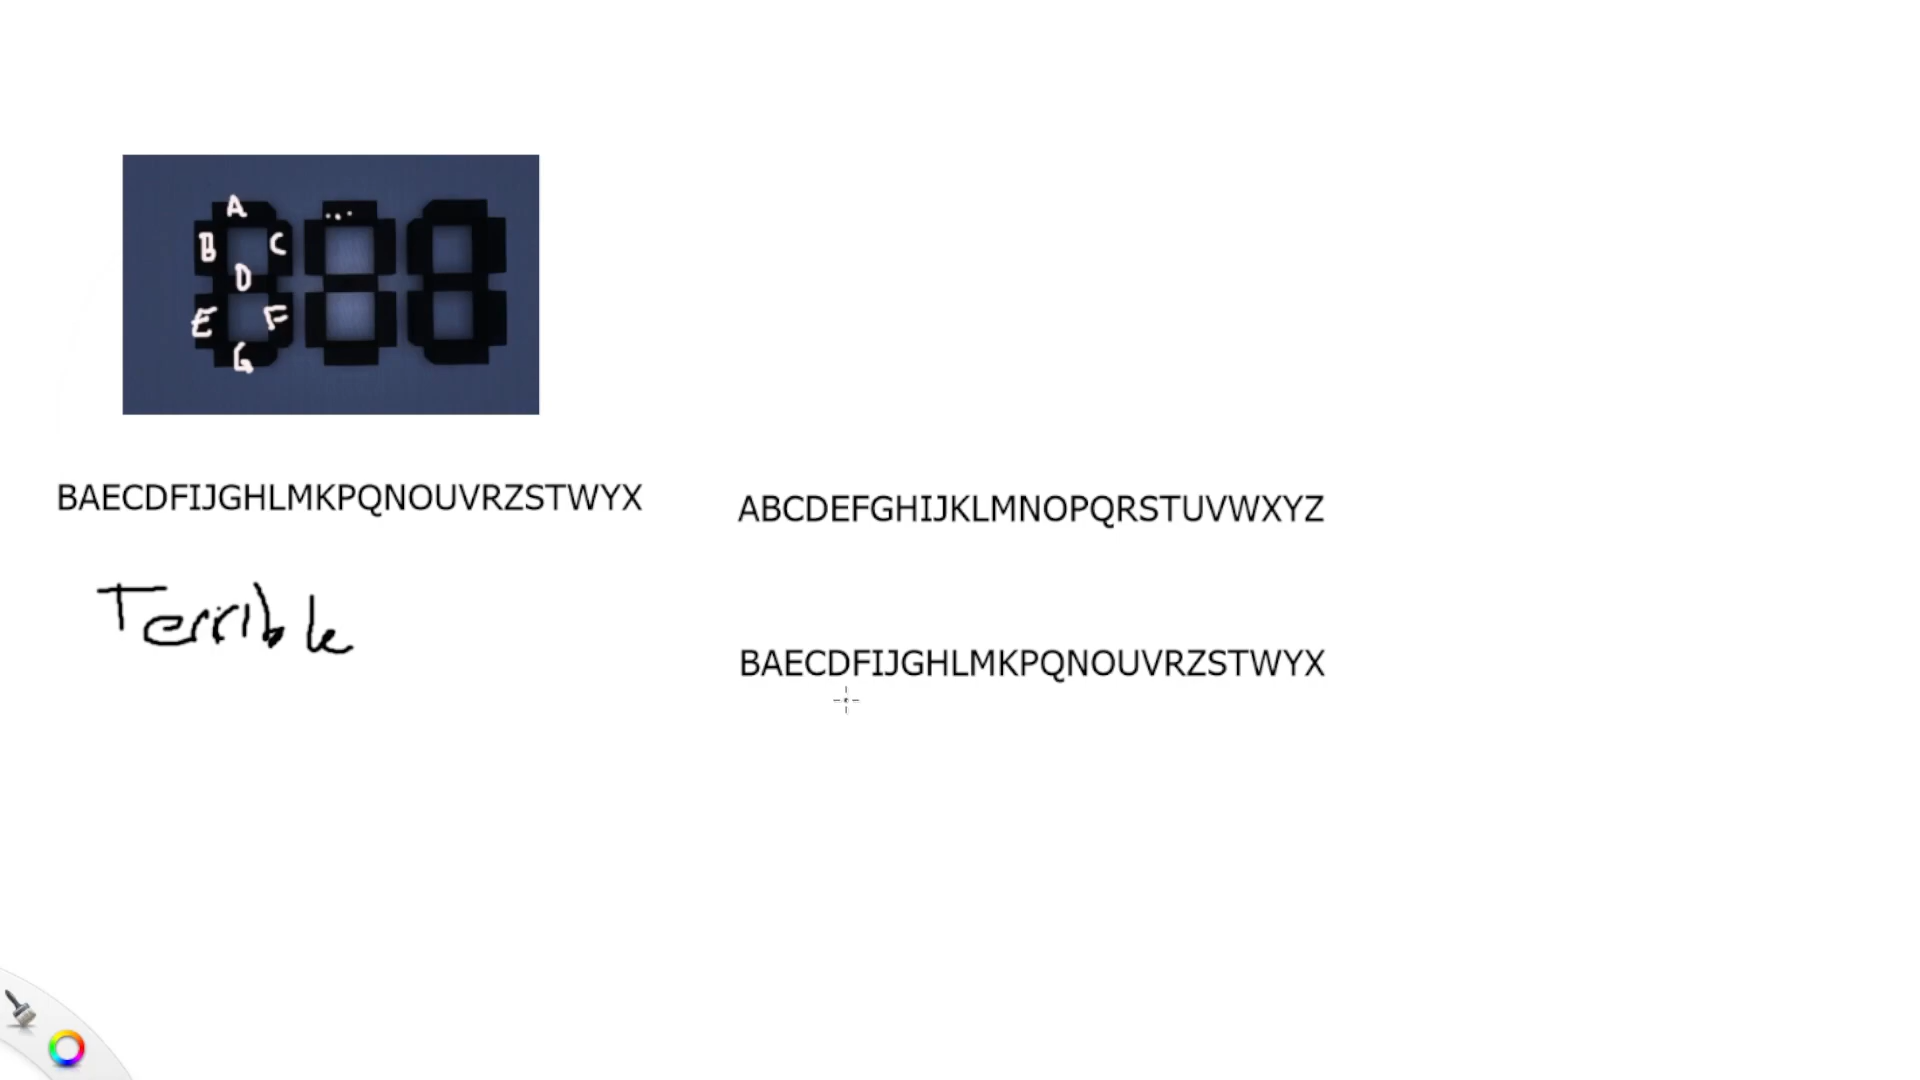 A
...
B C
D
E F
G
BAECDFIJGHLMKPQNOUVRZSTWYX
ABCDEFGHIJKLMNOPQRSTUVWXYZ
Terrible
BAECDFIJGHLMKPQNOUVRZSTWYX